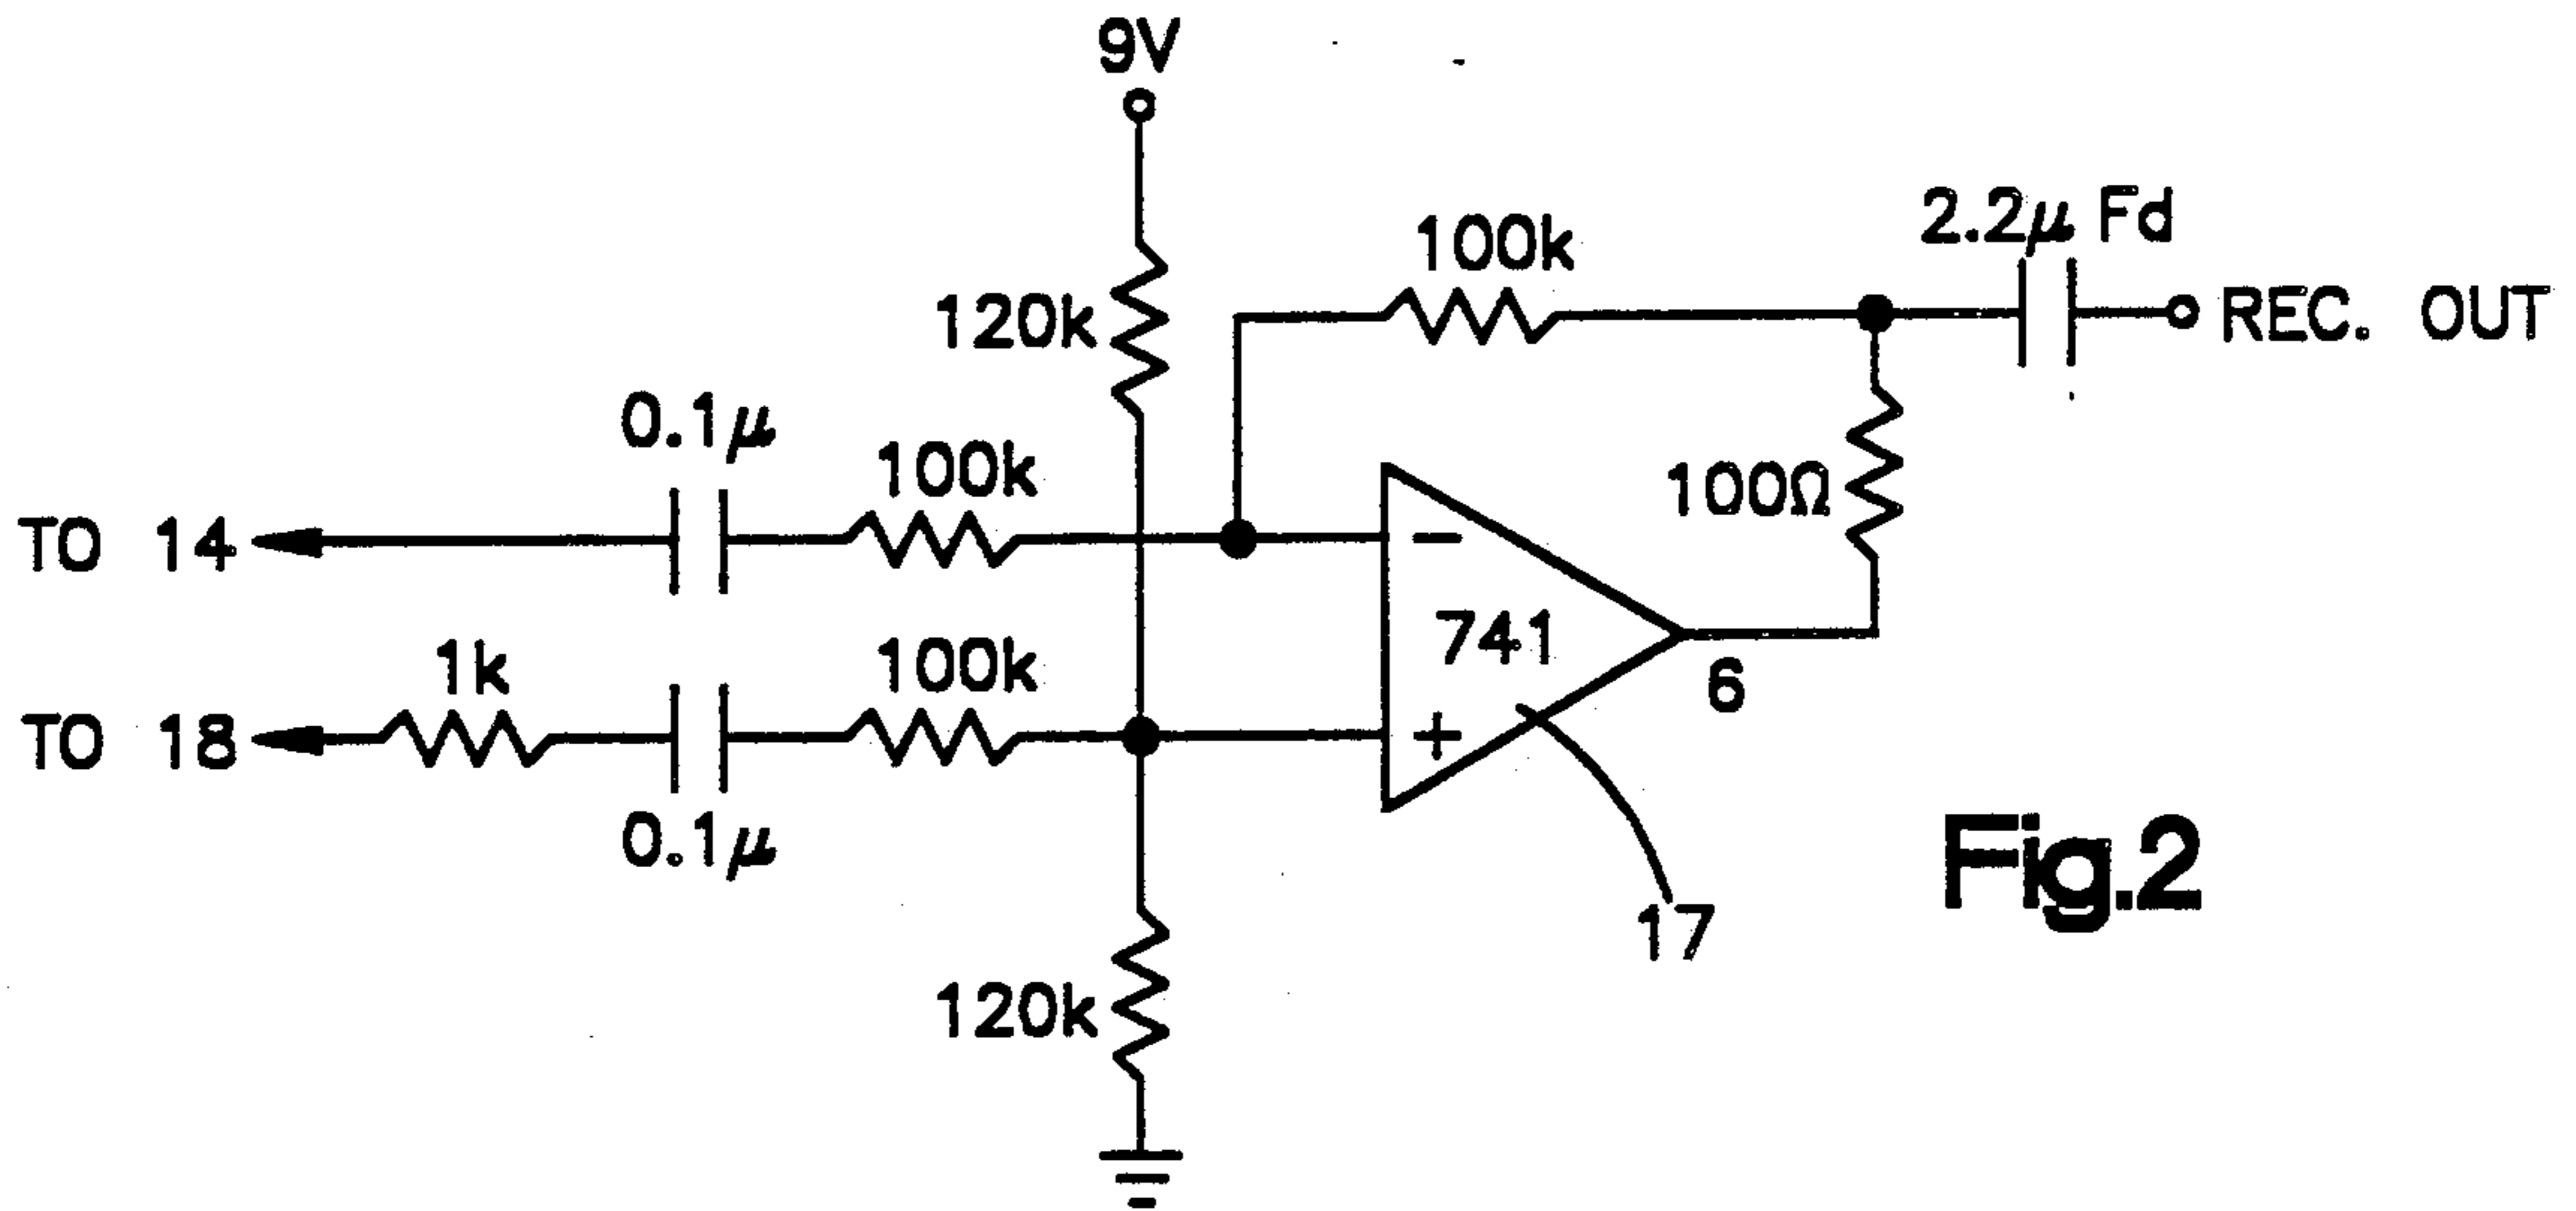 9V
2.2μ Fd
100k
120k
REC. OUT
0.1μ
100k
100Ω
TO 14
741
1k
100k
6
TO 18
0.1μ
Fig.2
17
120k